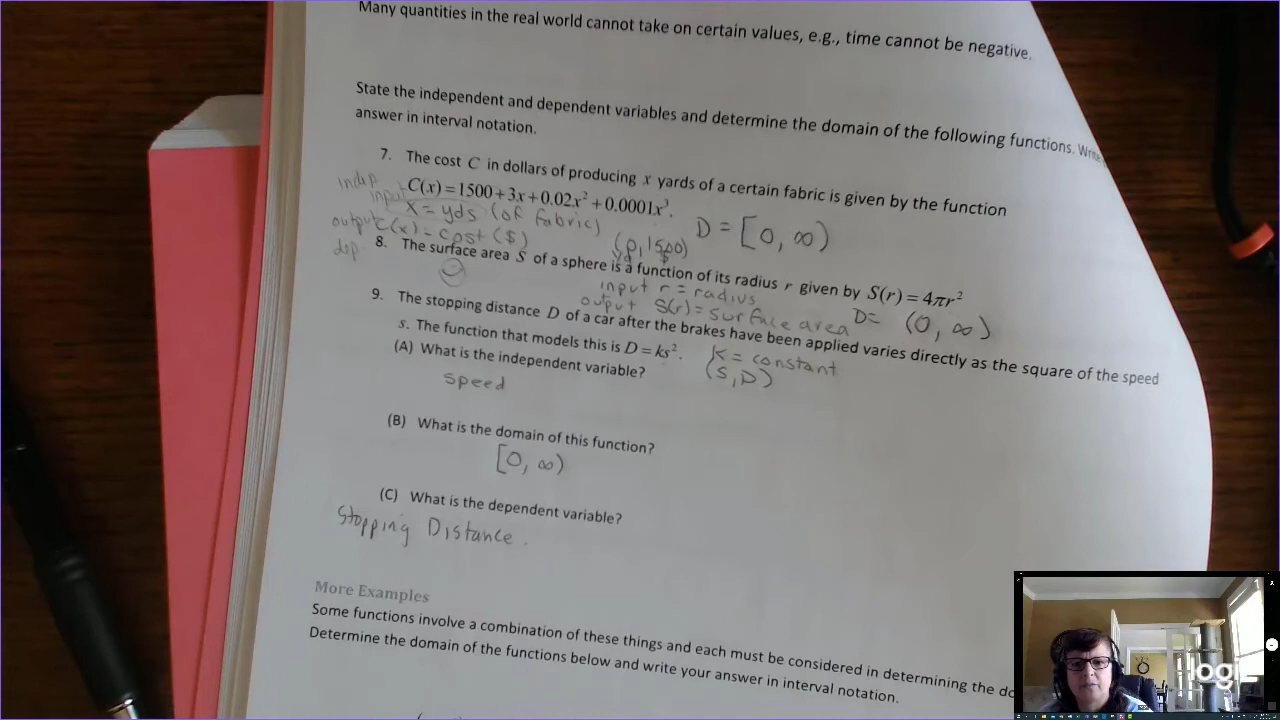 Many quantities in the real world cannot take on certain values, e.g., time cannot be negative.
State the independent and dependent variables and determine the domain of the following functions. Write
answer in interval notation.
7. The cost C in dollars of producing x yards of a certain fabric is given by the function
indep input C(x) = 1500 + 3x + 0.02x² + 0.0001x³.
x = yds (of fabric)
D = [0, ∞)
output C(x) = cost ($)
(0, 1500)
yd $
dep
8. The surface area S of a sphere is a function of its radius r given by S(r) = 4πr²
input r = radius
output S(r) = surface area D = (0, ∞)
9. The stopping distance D of a car after the brakes have been applied varies directly as the square of the speed
s. The function that models this is D = ks².
K = constant
(S, D)
(A) What is the independent variable?
speed
(B) What is the domain of this function?
[0, ∞)
(C) What is the dependent variable?
Stopping Distance.
More Examples
Some functions involve a combination of these things and each must be considered in determining the do
Determine the domain of the functions below and write your answer in interval notation.
logi